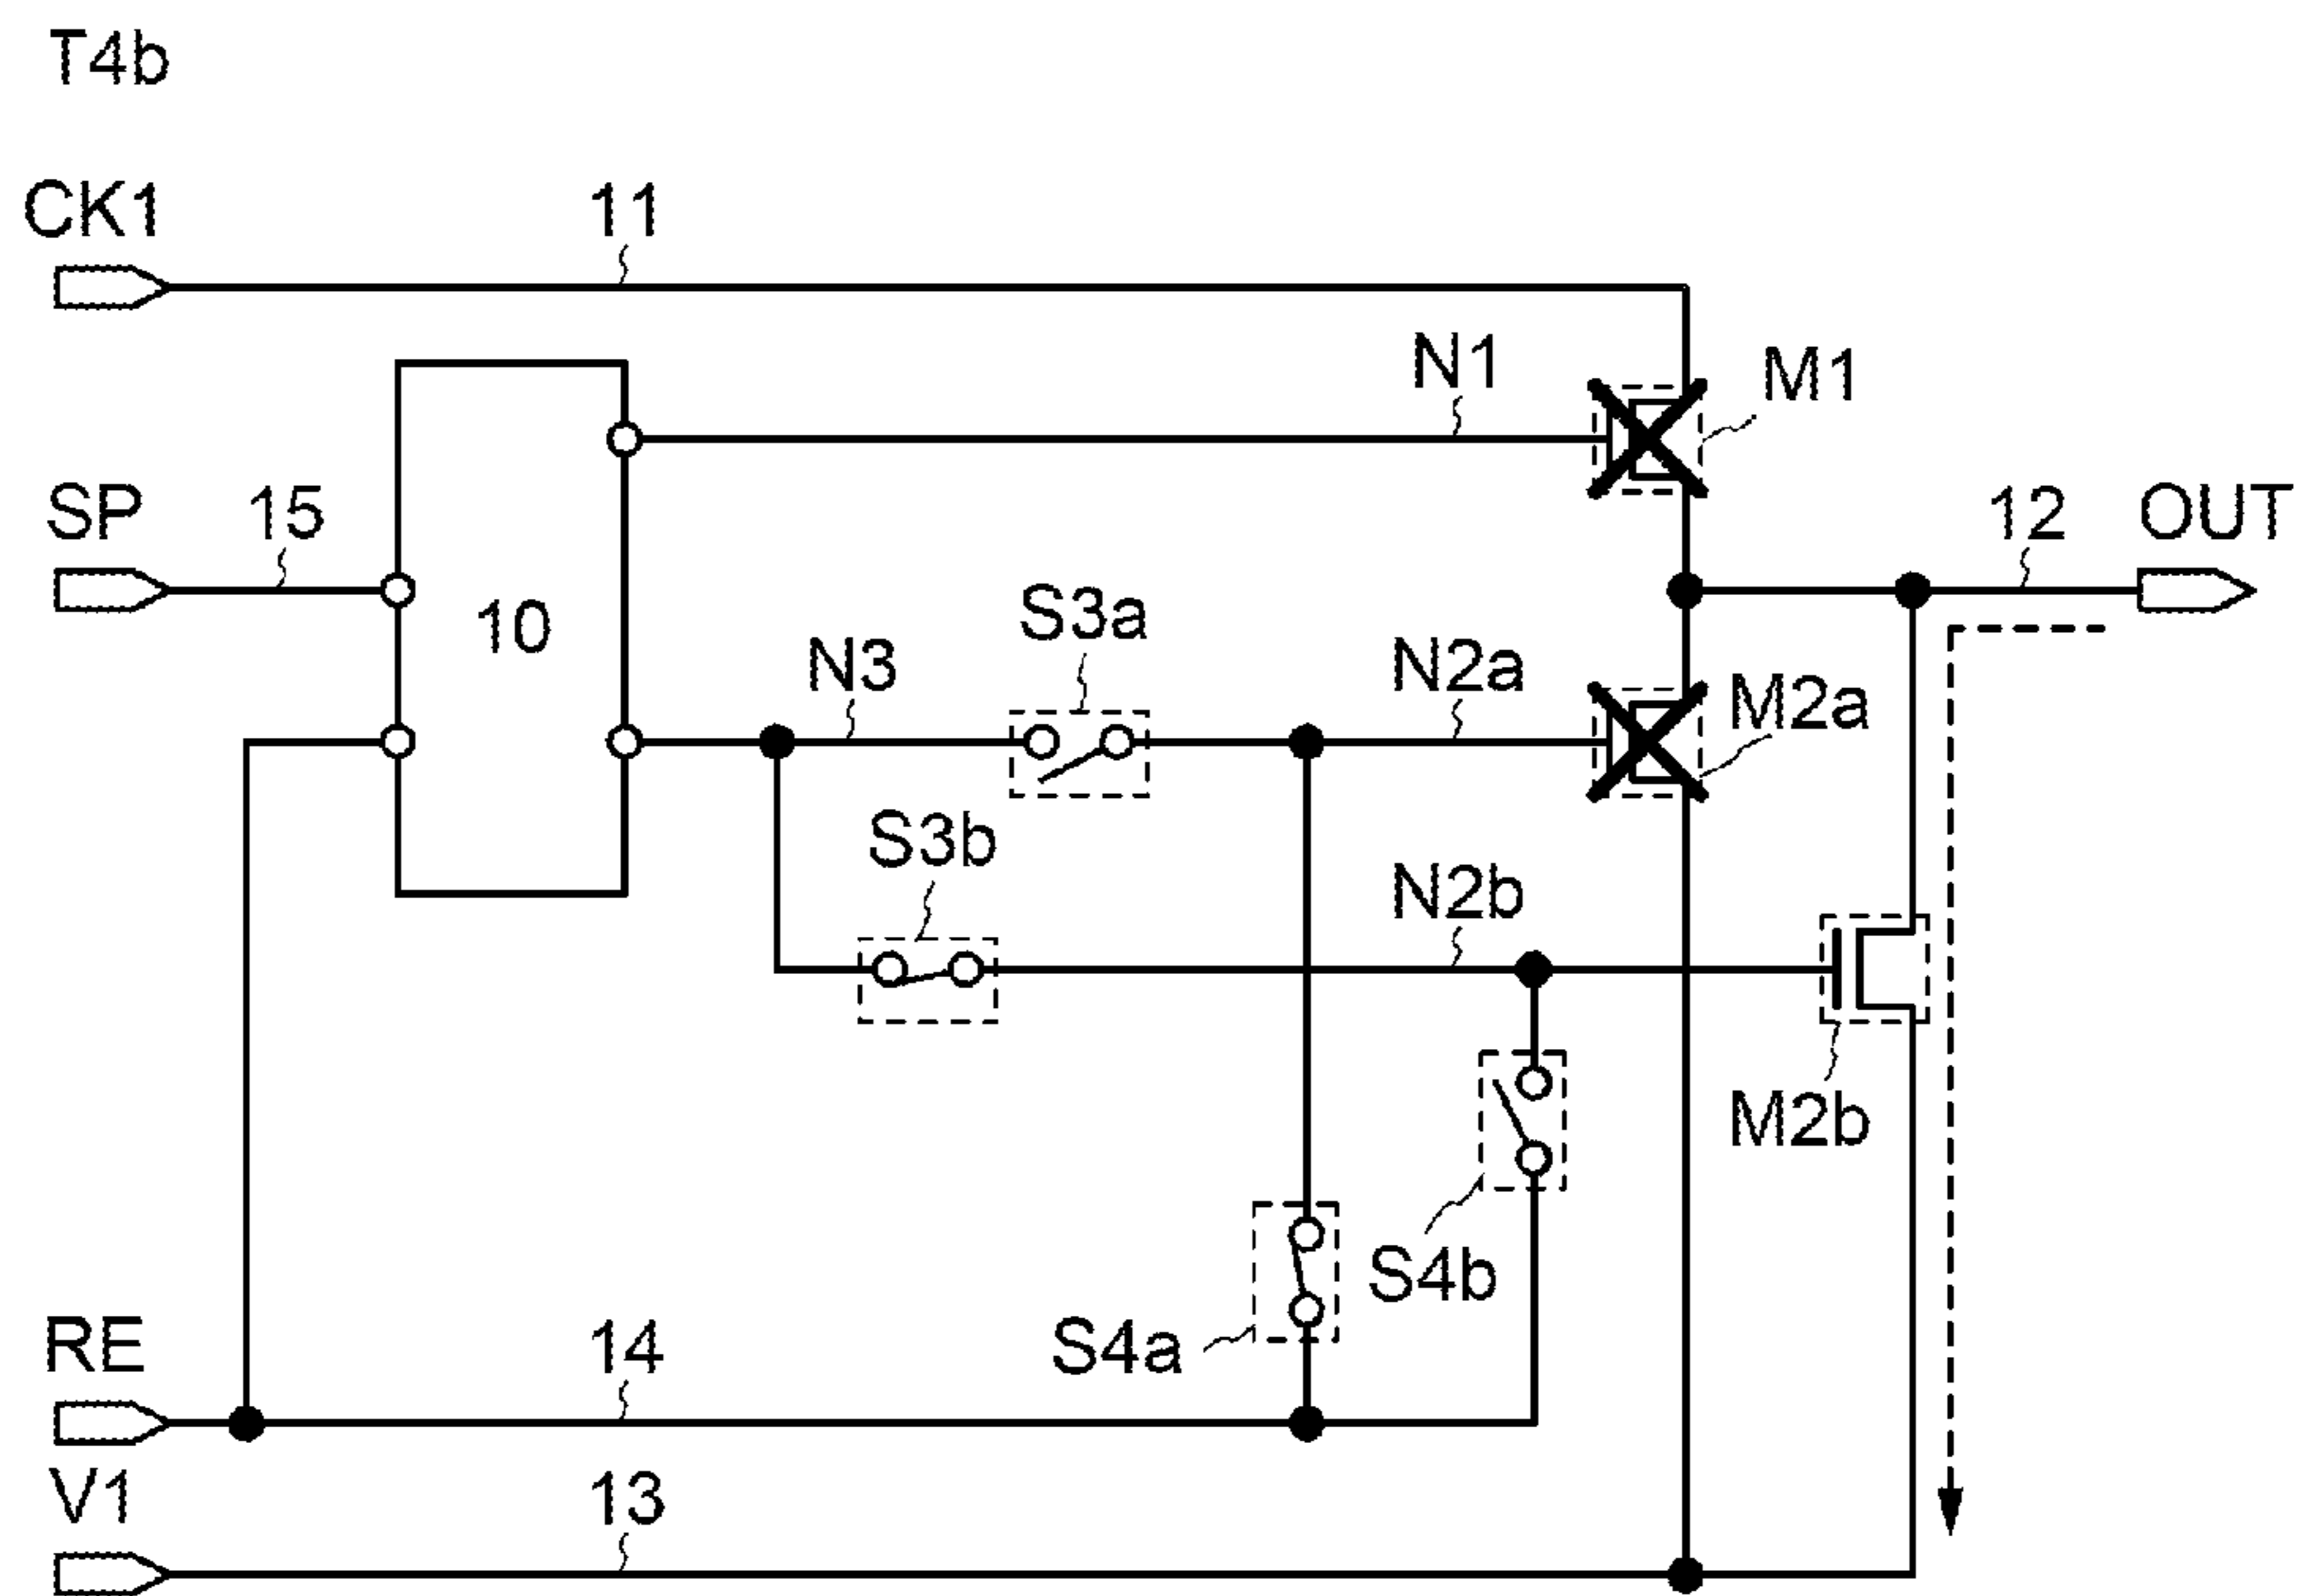 T4b
CK1
11
N1
M1
SP
15
10
12
OUT
S3a
N3
N2a
M2a
S3b
N2b
M2b
S4b
S4a
RE
14
V1
13